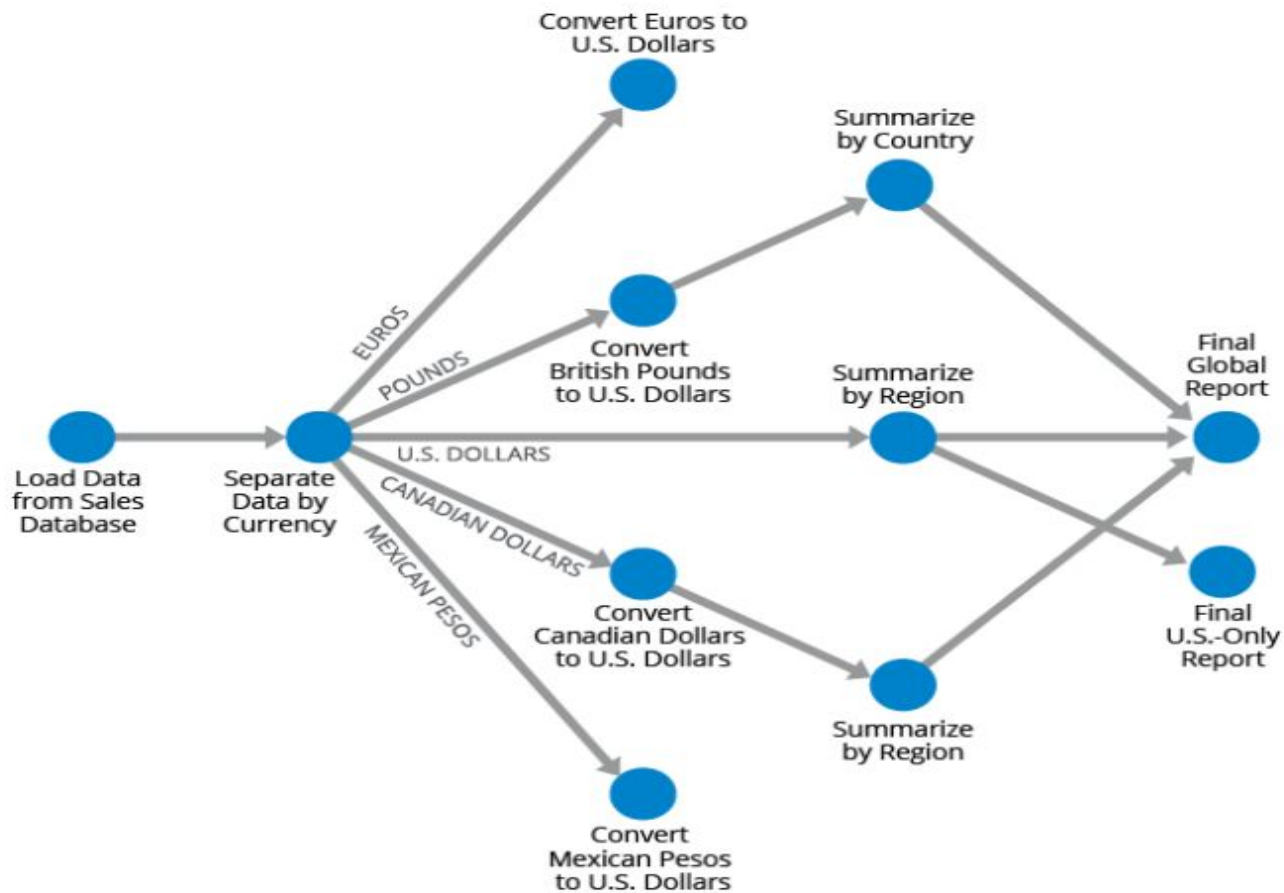 Convert Euros to
U.S. Dollars
Summarize
by Country
EUROS
POUNDS
Convert
British Pounds
to U.S. Dollars
Summarize
by Region
Final
Global
Report
Load Data
from Sales
Database
Separate
Data by
Currency
U.S. DOLLARS
CANADIAN DOLLARS
MEXICAN PESOS
Convert
Canadian Dollars
to U.S. Dollars
Final
U.S.-Only
Report
Summarize
by Region
Convert
Mexican Pesos
to U.S. Dollars